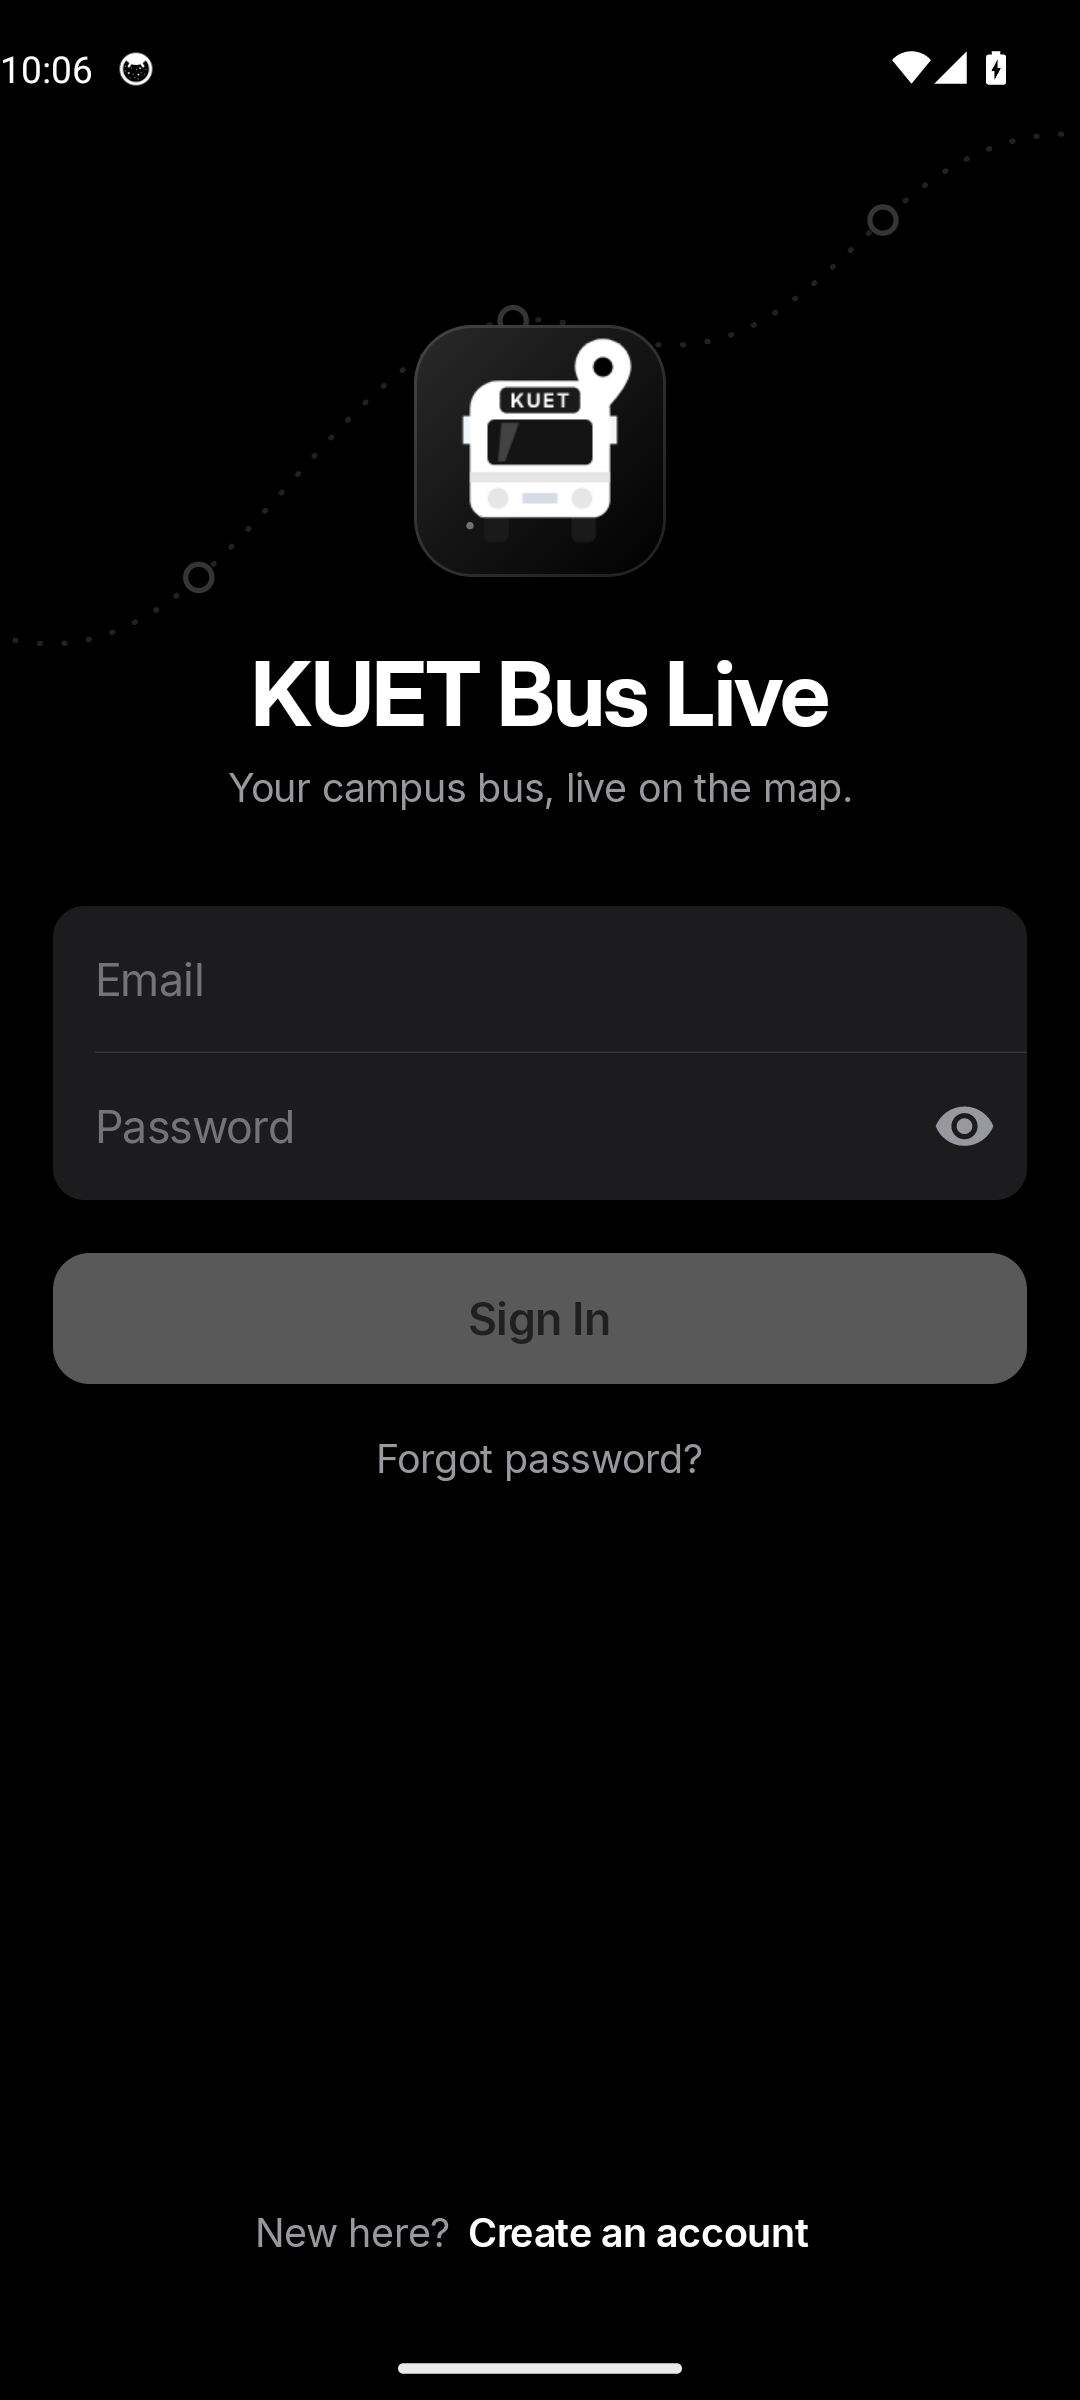 10:06
KUET
KUET Bus Live
Your campus bus, live on the map.
Email
Password
Sign In
Forgot password?
New here? Create an account